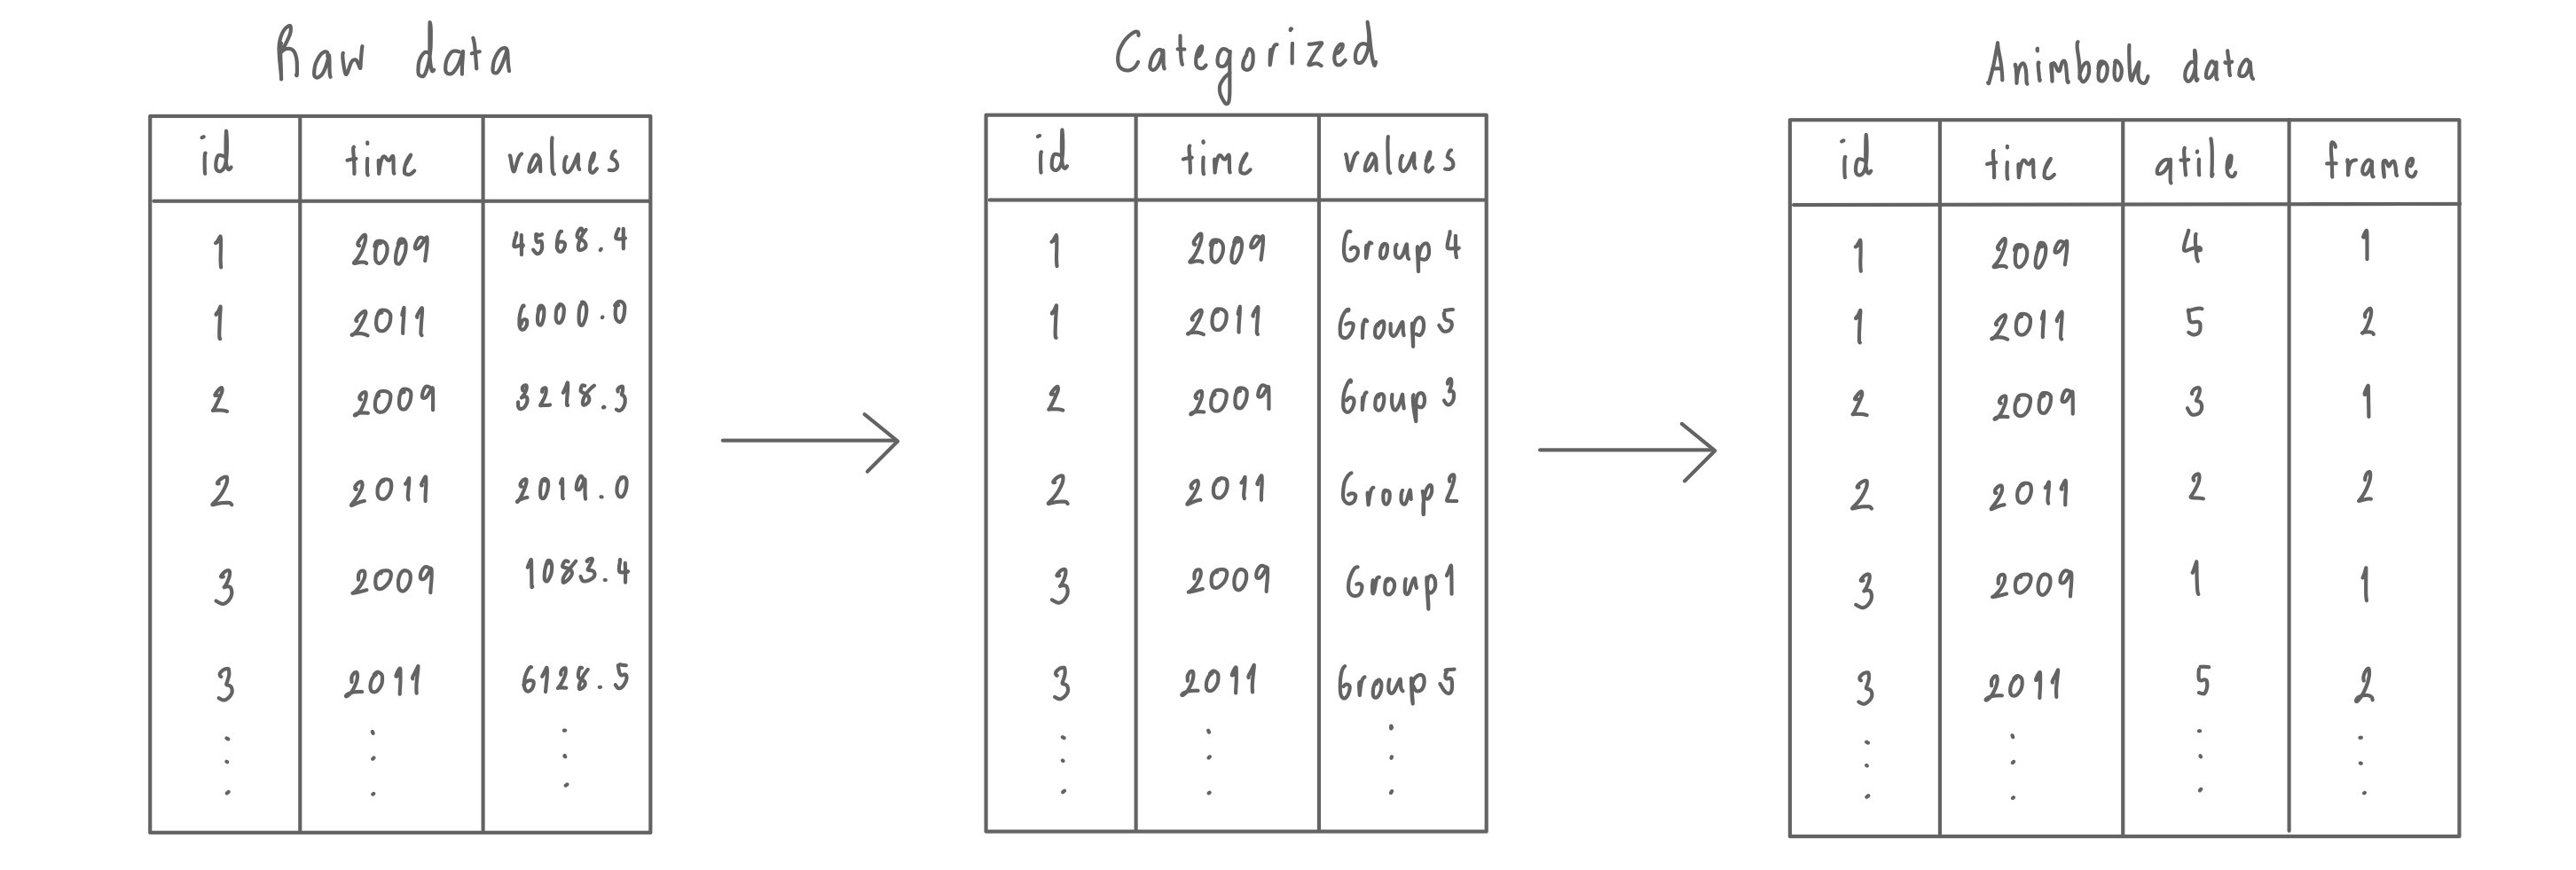 Raw data
id time values
1 2009 4568.4
1 2011 6000.0
2 2009 3218.3
2 2011 2019.0
3 2009 1083.4
3 2011 6128.5
Categorized
id time values
1 2009 Group 4
1 2011 Group 5
2 2009 Group 3
2 2011 Group 2
3 2009 Group 1
3 2011 Group 5
Animbook data
id time qtile frame
1 2009 4 1
1 2011 5 2
2 2009 3 1
2 2011 2 2
3 2009 1 1
3 2011 5 2